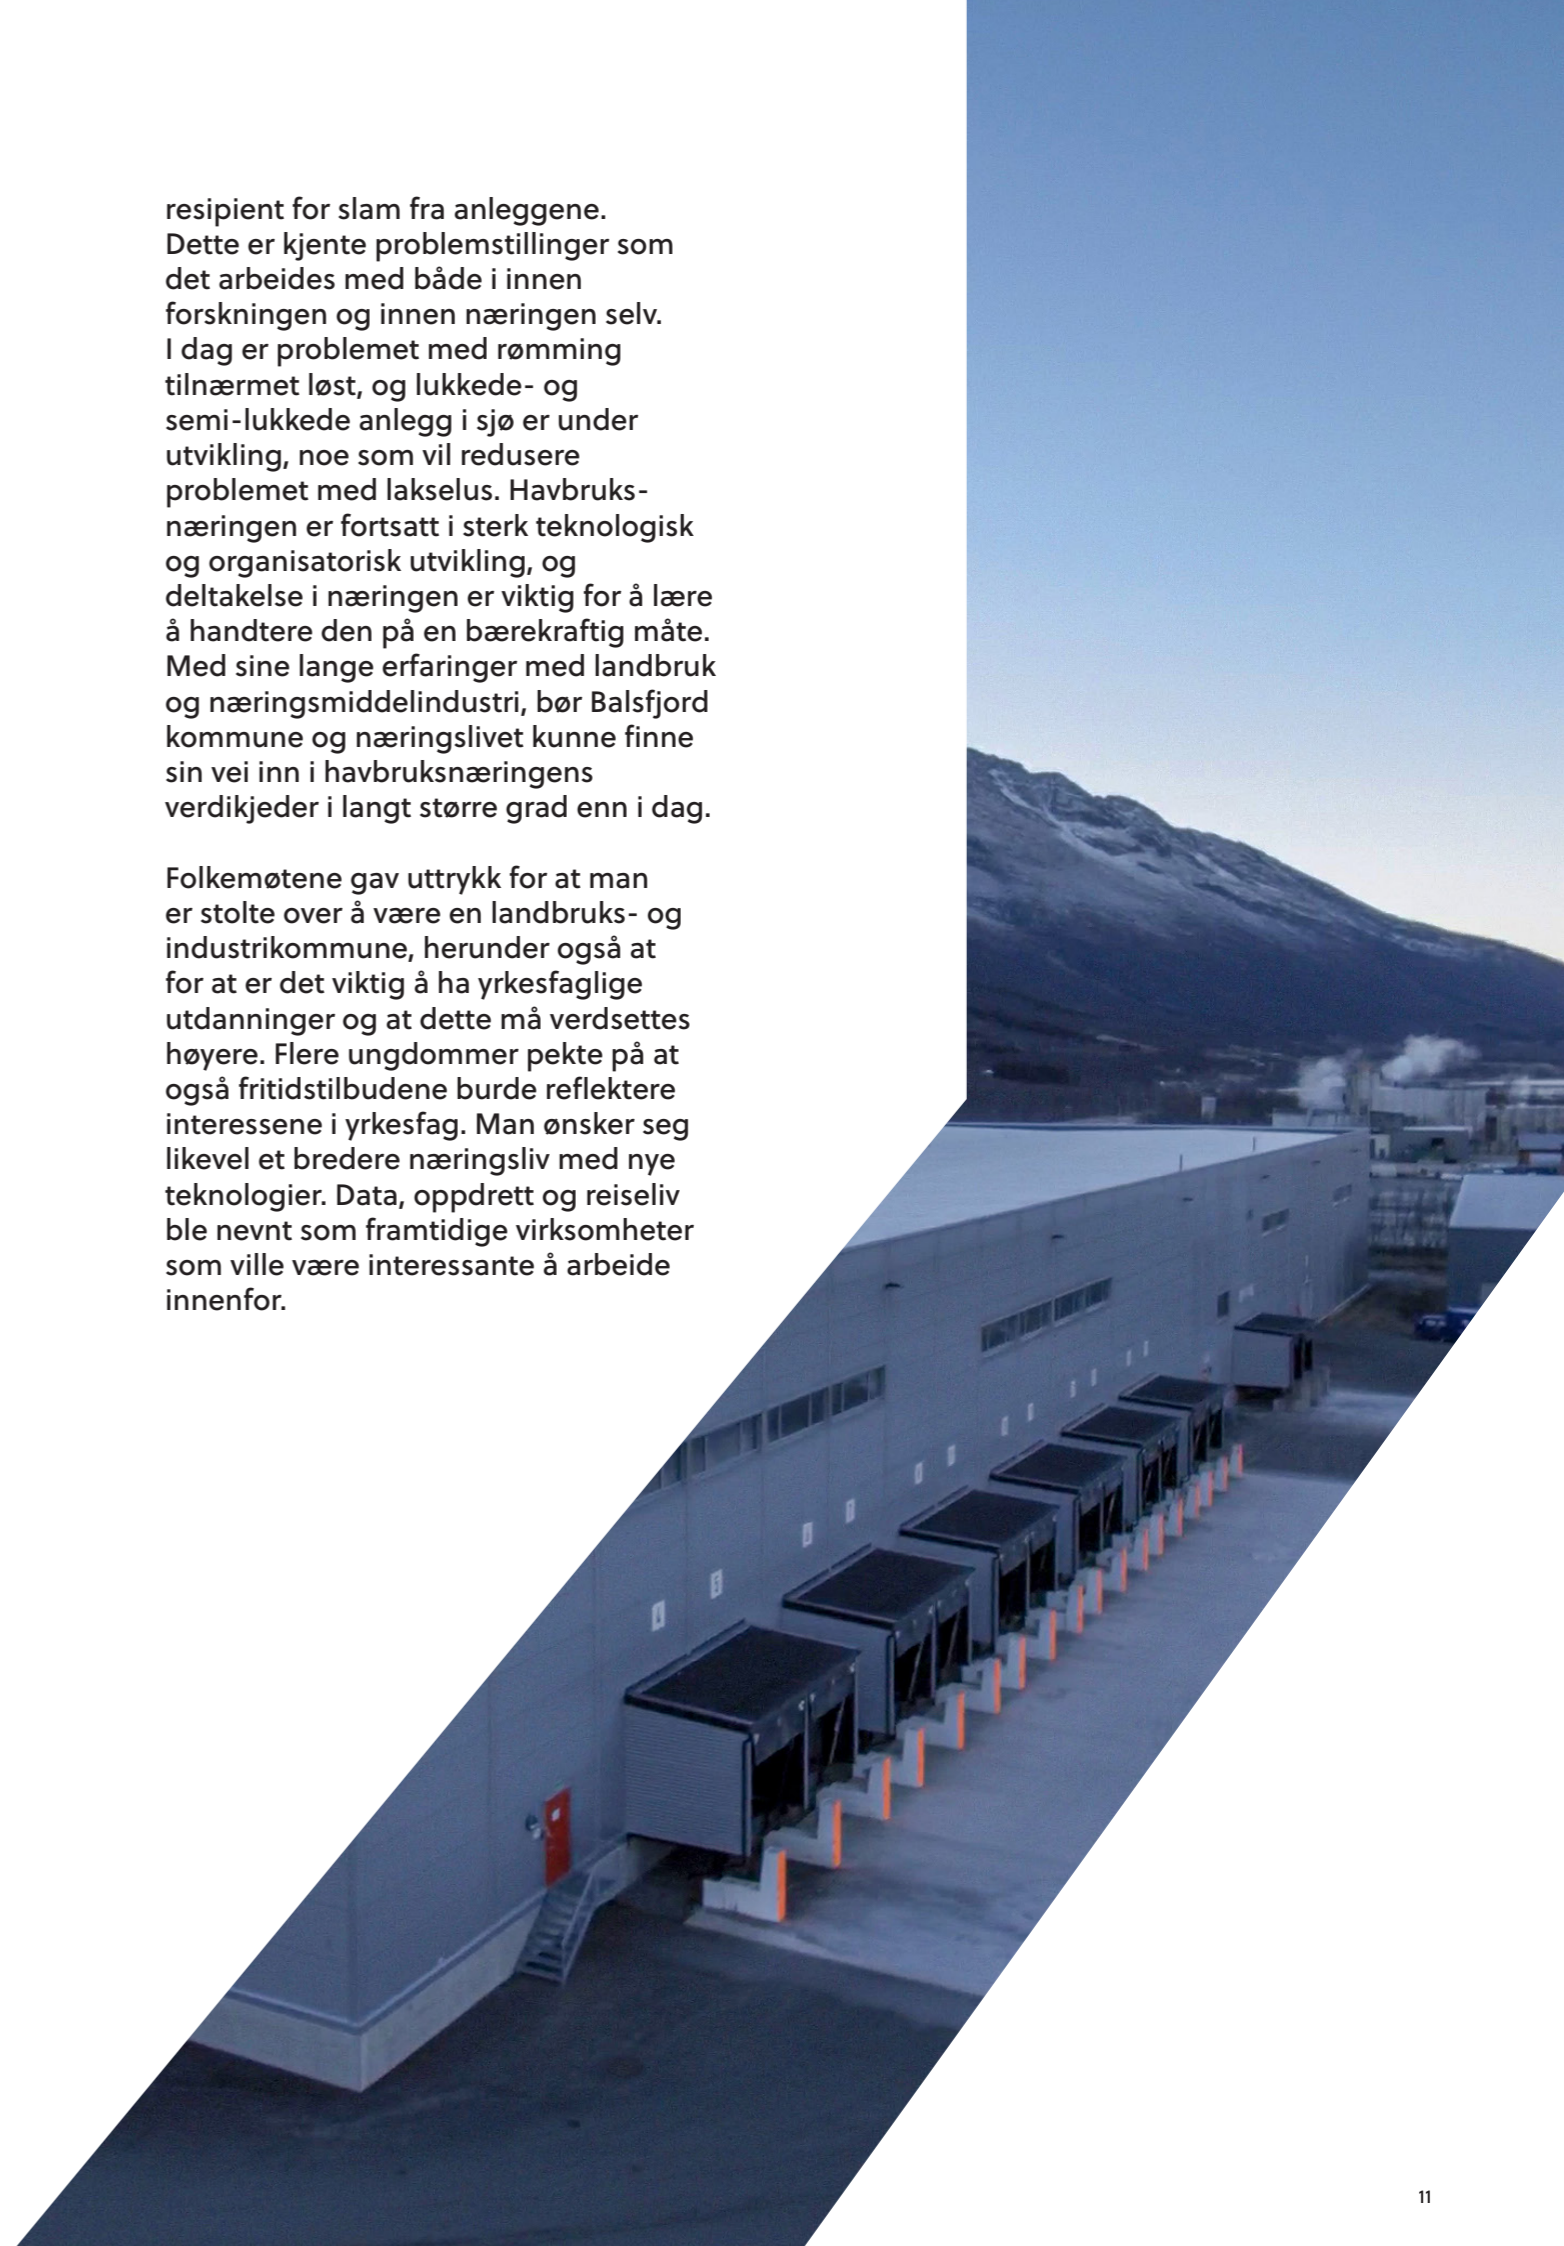 resipient for slam fra anleggene.
Dette er kjente problemstillinger som
det arbeides med både i innen
forskningen og innen næringen selv.
I dag er problemet med rømming
tilnærmet løst, og lukkede- og
semi-lukkede anlegg i sjø er under
utvikling, noe som vil redusere
problemet med lakselus. Havbruks-
næringen er fortsatt i sterk teknologisk
og organisatorisk utvikling, og
deltakelse i næringen er viktig for å lære
å handtere den på en bærekraftig måte.
Med sine lange erfaringer med landbruk
og næringsmiddelindustri, bør Balsfjord
kommune og næringslivet kunne finne
sin vei inn i havbruksnæringens
verdikjeder i langt større grad enn i dag.
Folkemøtene gav uttrykk for at man
er stolte over å være en landbruks- og
industrikommune, herunder også at
for at er det viktig å ha yrkesfaglige
utdanninger og at dette må verdsettes
høyere. Flere ungdommer pekte på at
også fritidstilbudene burde reflektere
interessene i yrkesfag. Man ønsker seg
likevel et bredere næringsliv med nye
teknologier. Data, oppdrett og reiseliv
ble nevnt som framtidige virksomheter
som ville være interessante å arbeide
innenfor.
11